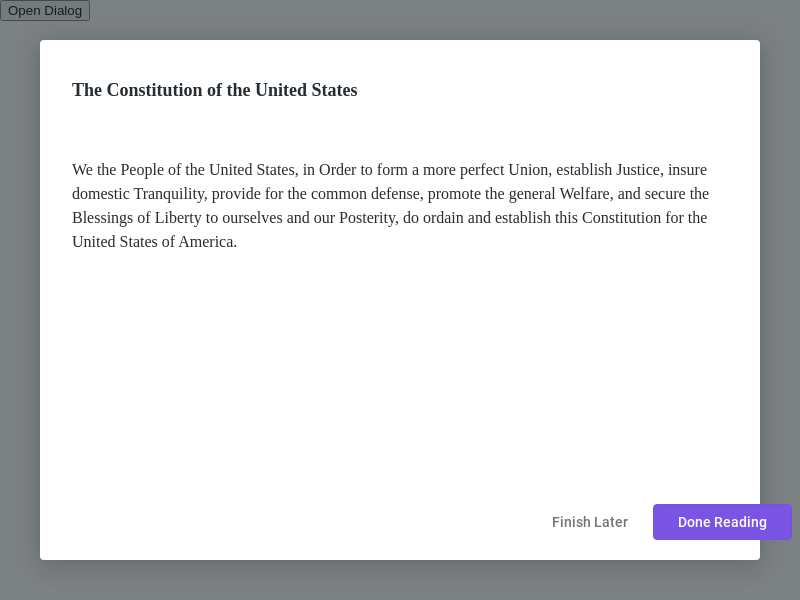 Open Dialog
The Constitution of the United States
We the People of the United States, in Order to form a more perfect Union, establish Justice, insure
domestic Tranquility, provide for the common defense, promote the general Welfare, and secure the
Blessings of Liberty to ourselves and our Posterity, do ordain and establish this Constitution for the
United States of America.
Finish Later
Done Reading